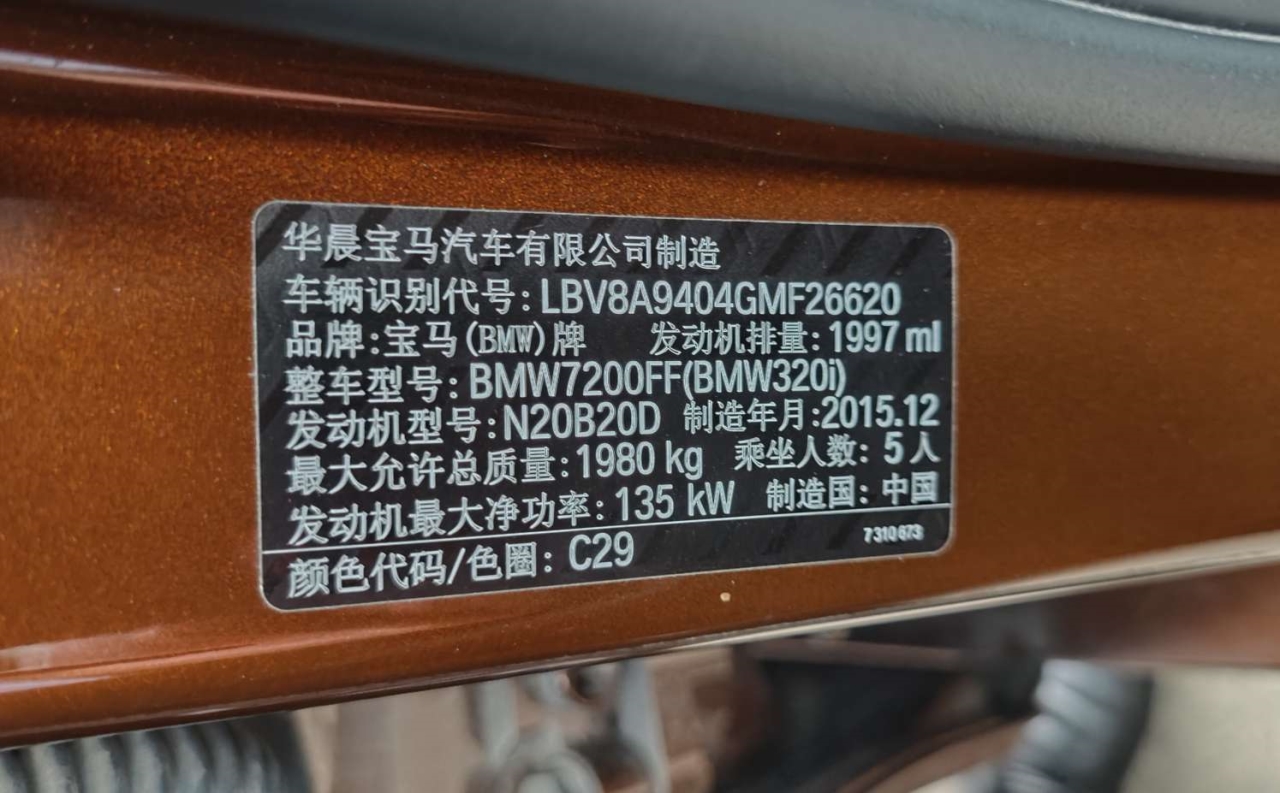 华晨宝马汽车有限公司制造
车辆识别代号：LBV8A9404GMF26620
品牌：宝马(BMW)牌 发动机排量：1997 ml
整车型号：BMW7200FF(BMW320i)
发动机型号：N20B20D 制造年月：2015.12
最大允许总质量：1980 kg 乘坐人数：5人
发动机最大净功率：135 kW 制造国：中国
颜色代码/色圈：C29 7310673